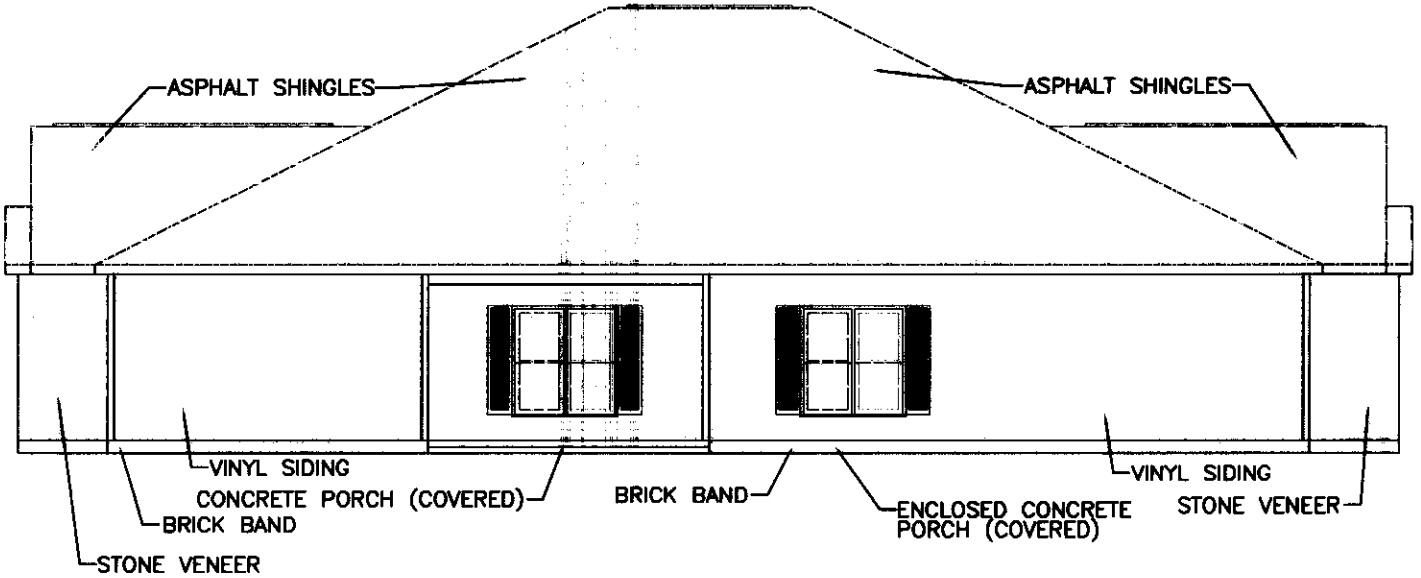 ASPHALT SHINGLES
ASPHALT SHINGLES
VINYL SIDING
VINYL SIDING
CONCRETE PORCH (COVERED)
BRICK BAND
BRICK BAND
ENCLOSED CONCRETE
PORCH (COVERED)
STONE VENEER
STONE VENEER